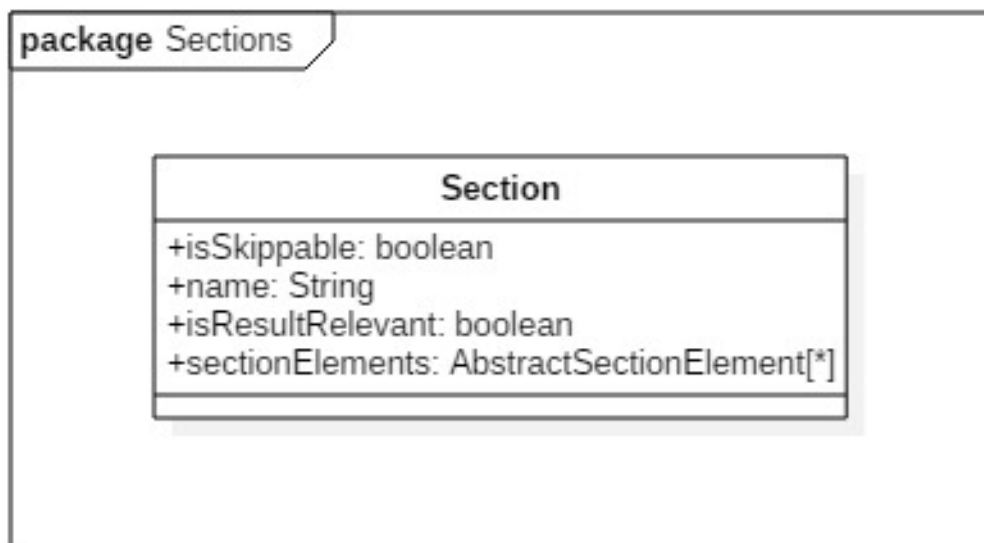 package Sections
Section
+isSkippable: boolean
+name: String
+isResultRelevant: boolean
+sectionElements: AbstractSectionElement[*]